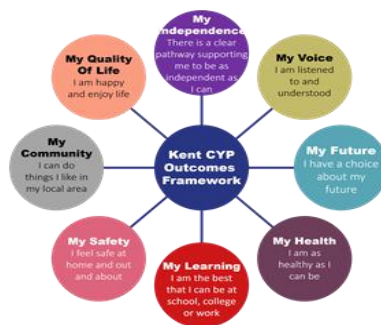 My
Independence
There is a clear
pathway supporting
me to be as
independent as
I can
My Voice
I am listened
to and
understood
My Future
I have a choice
about my
future
My Health
I am as
healthy as I
can be
My Learning
I am the best
that I can be at
school, college
or work
My Safety
I feel safe at
home and out
and about
My
Community
I can do
things I like in
my local area
My Quality
Of Life
I am happy
and enjoy life
Kent CYP
Outcomes
Framework